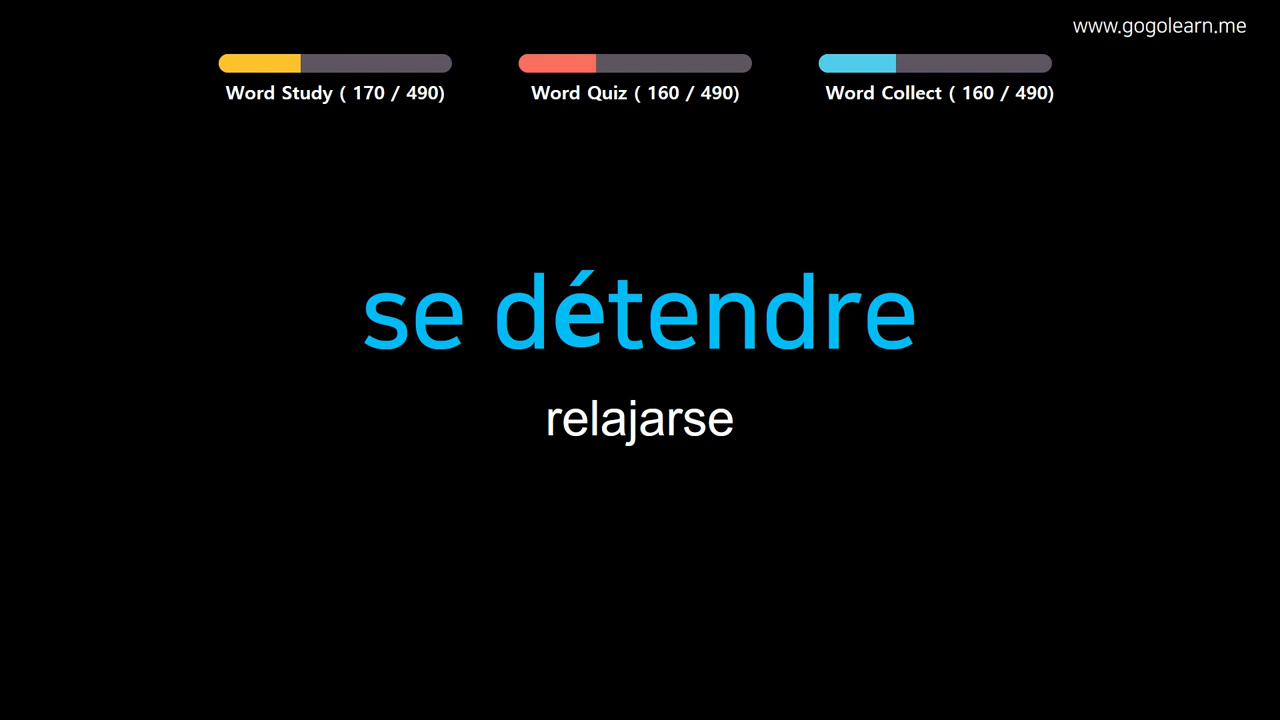 www.gogolearn.me
Word Study ( 170 / 490)
Word Quiz ( 160 / 490)
Word Collect ( 160 / 490)
se détendre
relajarse